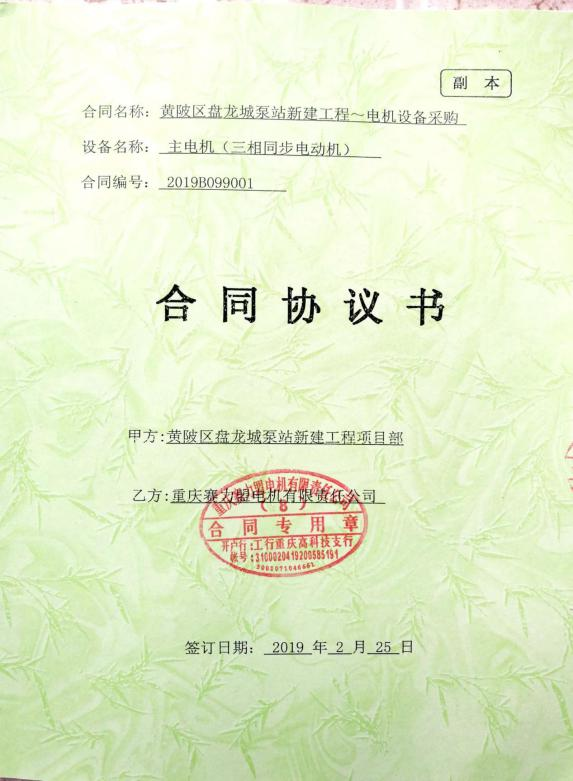 副 本
合同名称：黄陂区盘龙城泵站新建工程～电机设备采购
设备名称：主电机（三相同步电动机）
合同编号：2019B099001
合同协议书
甲方:黄陂区盘龙城泵站新建工程项目部
乙方:重庆赛力盟电机有限责任公司
重庆赛力盟电机有限责任公司
（8）
合同专用章
开户行:工行重庆高科技支行
帐号:3100020419200585191
签订日期：2019 年 2 月 25 日